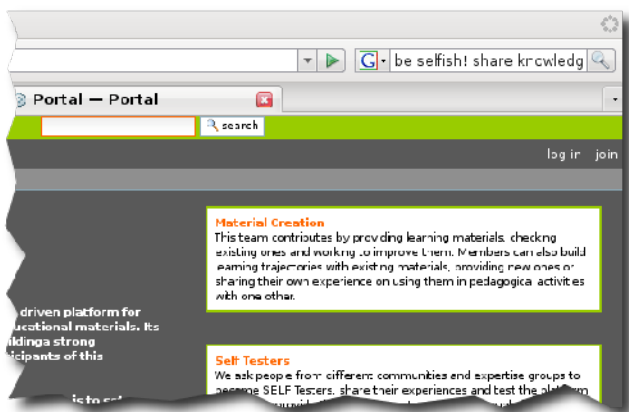 be selfish! share knowledg
Portal — Portal
search
log in join
Material Creation
This team contributes by providing learning materials, checking
existing ones and working to improve them. Members can also build
learning trajectories with existing materials, providing new ones or
sharing their own experience on using them in pedagogical activities
with one other.
driven platform for
ucational materials. Its
ildinga strong
icipants of this
is to
Self Testers
We ask people from different communities and expertise groups to
become SELF Testers, share their experiences and test the platform